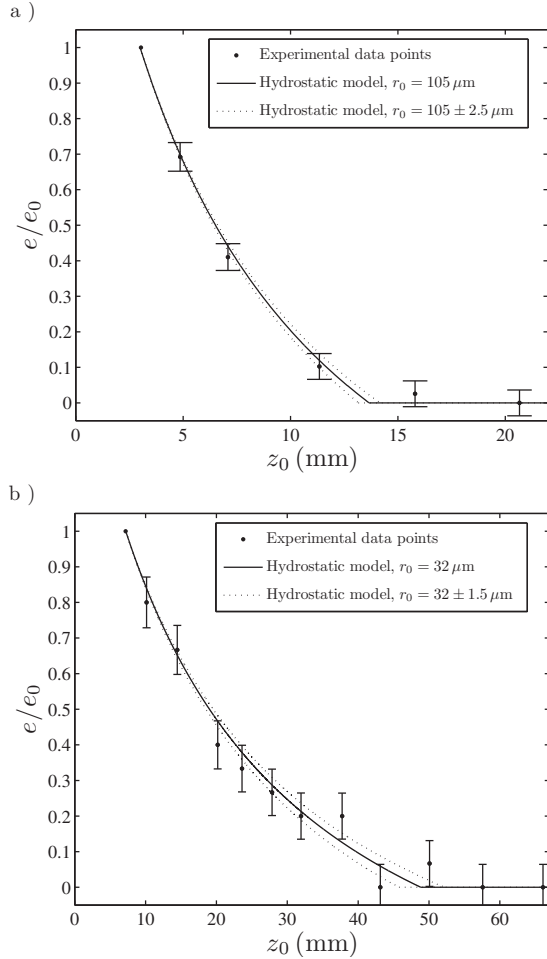 a )
1
0.9
0.8
0.7
0.6
0.5
0.4
0.3
0.2
0.1
0
e/e₀
Experimental data points
Hydrostatic model, r₀ = 105 μm
Hydrostatic model, r₀ = 105 ± 2.5 μm
0 5 10 15 20
z₀ (mm)
b )
1
0.9
0.8
0.7
0.6
0.5
0.4
0.3
0.2
0.1
0
e/e₀
Experimental data points
Hydrostatic model, r₀ = 32 μm
Hydrostatic model, r₀ = 32 ± 1.5 μm
0 10 20 30 40 50 60
z₀ (mm)